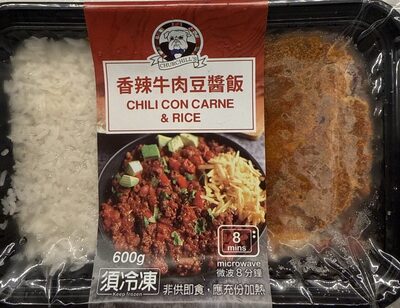 CHURCHILL'S
香辣牛肉豆醬飯
CHILI CON CARNE
& RICE
8
mins
microwave
微波8分鐘
600g
須冷凍
Keep frozen
非供即食，應充份加熱